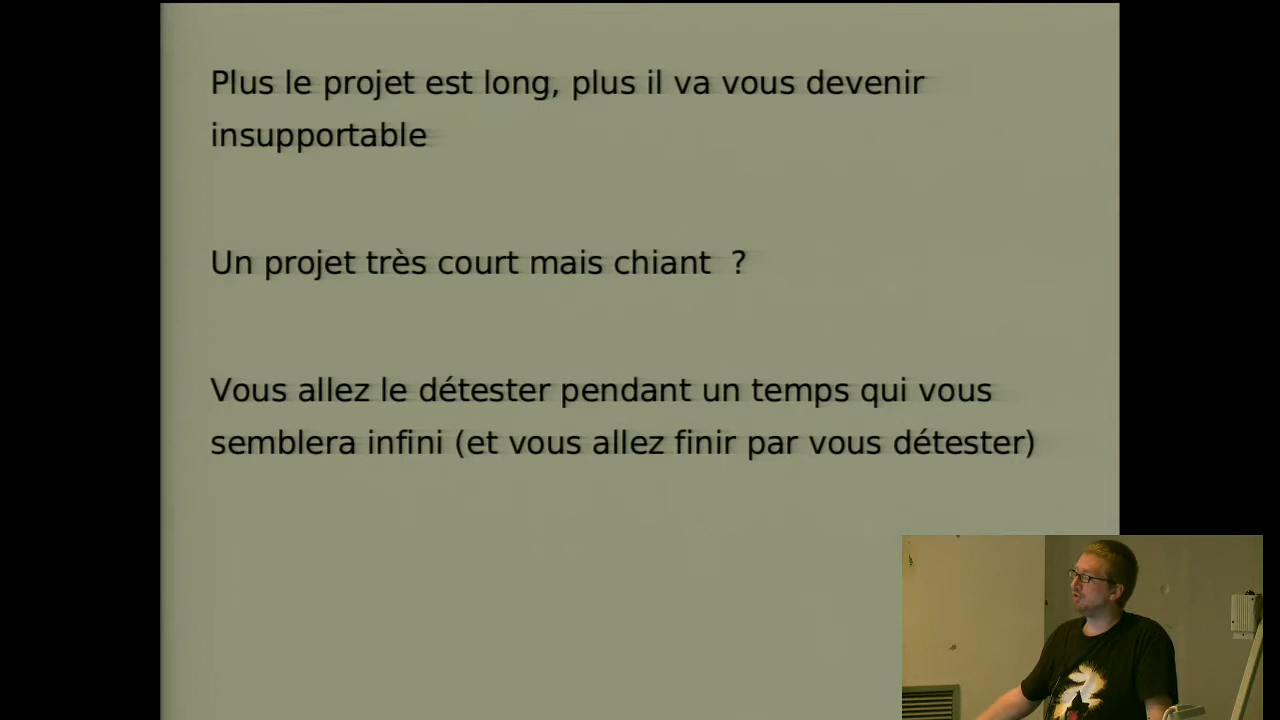 Plus le projet est long, plus il va vous devenir
insupportable
Un projet très court mais chiant ?
Vous allez le détester pendant un temps qui vous
semblera infini (et vous allez finir par vous détester)